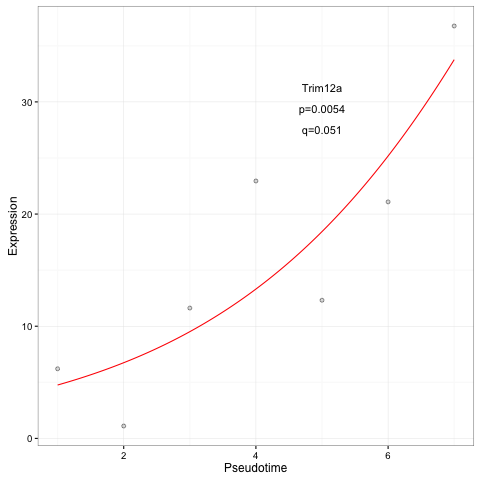 Trim12a
p=0.0054
q=0.051
Expression
30
20
10
0
2 4 6
Pseudotime